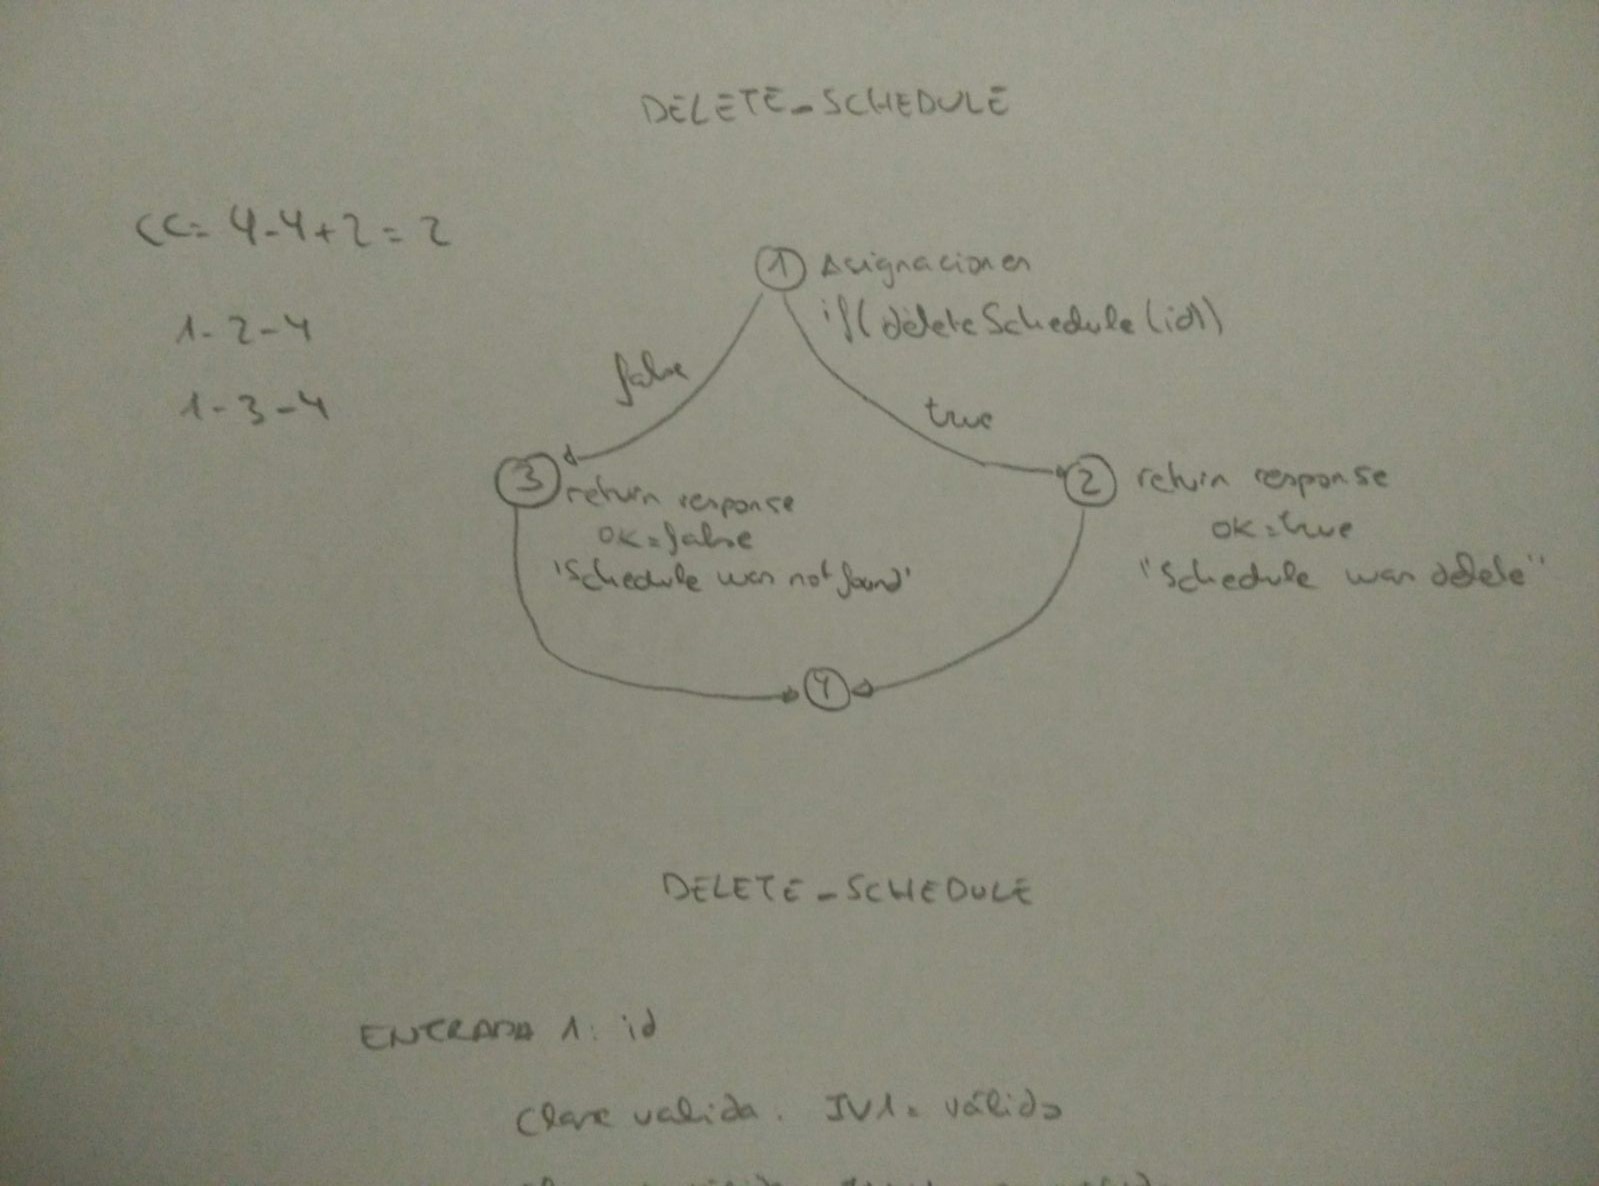 DELETE_SCHEDULE
CC= 4-4+2=2
1-2-4
1-3-4
1 Asignaciones
if(deleteSchedule(id))
false
true
3 return response
OK=false
'Schedule was not found'
2 return response
OK=true
"Schedule was delete"
4
DELETE_SCHEDULE
ENTRADA 1: id
Clase valida. IV1= válido